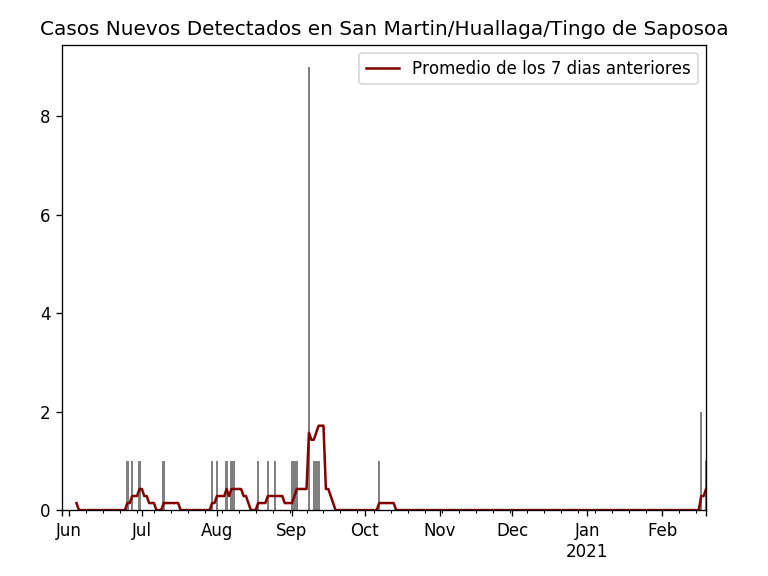 Casos Nuevos Detectados en San Martin/Huallaga/Tingo de Saposoa
Promedio de los 7 dias anteriores
8
6
4
2
0
Jun Jul Aug Sep Oct Nov Dec Jan Feb
2021